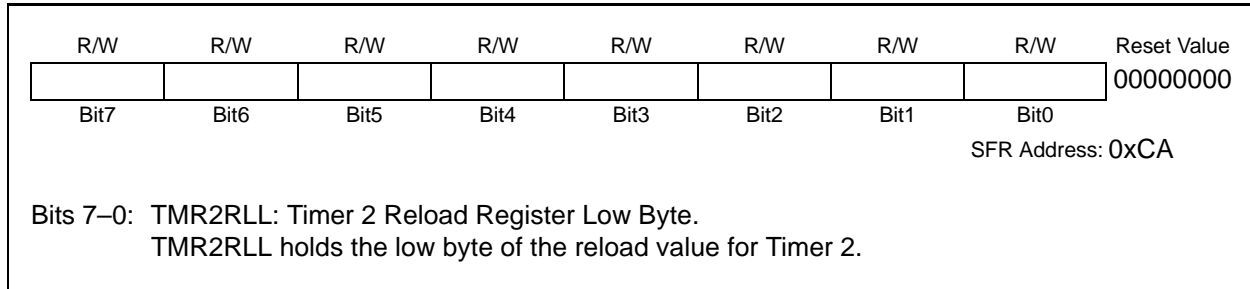 R/W R/W R/W R/W R/W R/W R/W R/W Reset Value
00000000
Bit7 Bit6 Bit5 Bit4 Bit3 Bit2 Bit1 Bit0
SFR Address: 0xCA
Bits 7–0: TMR2RLL: Timer 2 Reload Register Low Byte.
TMR2RLL holds the low byte of the reload value for Timer 2.